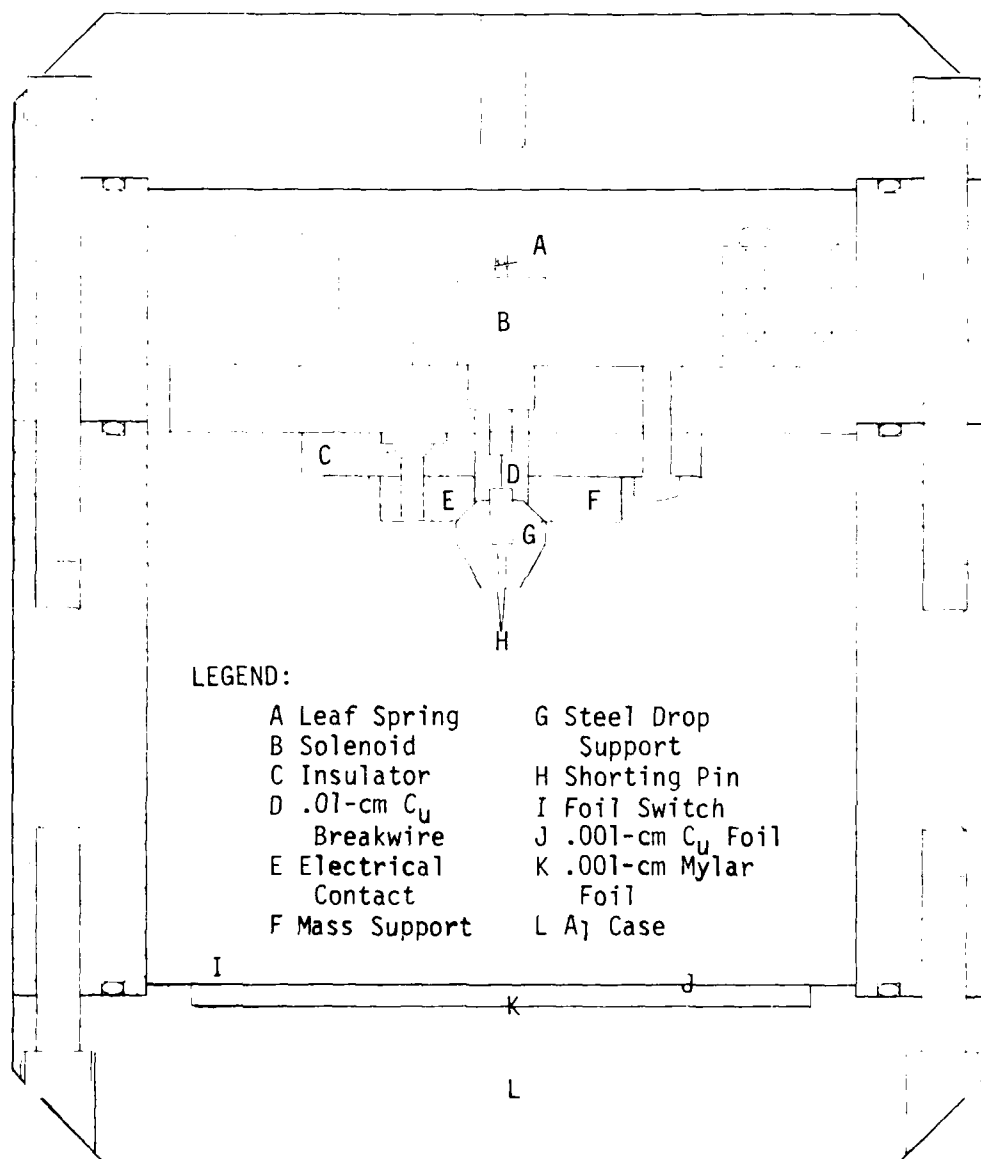 A
B
C
D
E
F
G
H
LEGEND:
A Leaf Spring
B Solenoid
C Insulator
D .01-cm Cu
Breakwire
E Electrical
Contact
F Mass Support
G Steel Drop
Support
H Shorting Pin
I Foil Switch
J .001-cm Cu Foil
K .001-cm Mylar
Foil
L Al Case
I
J
K
L